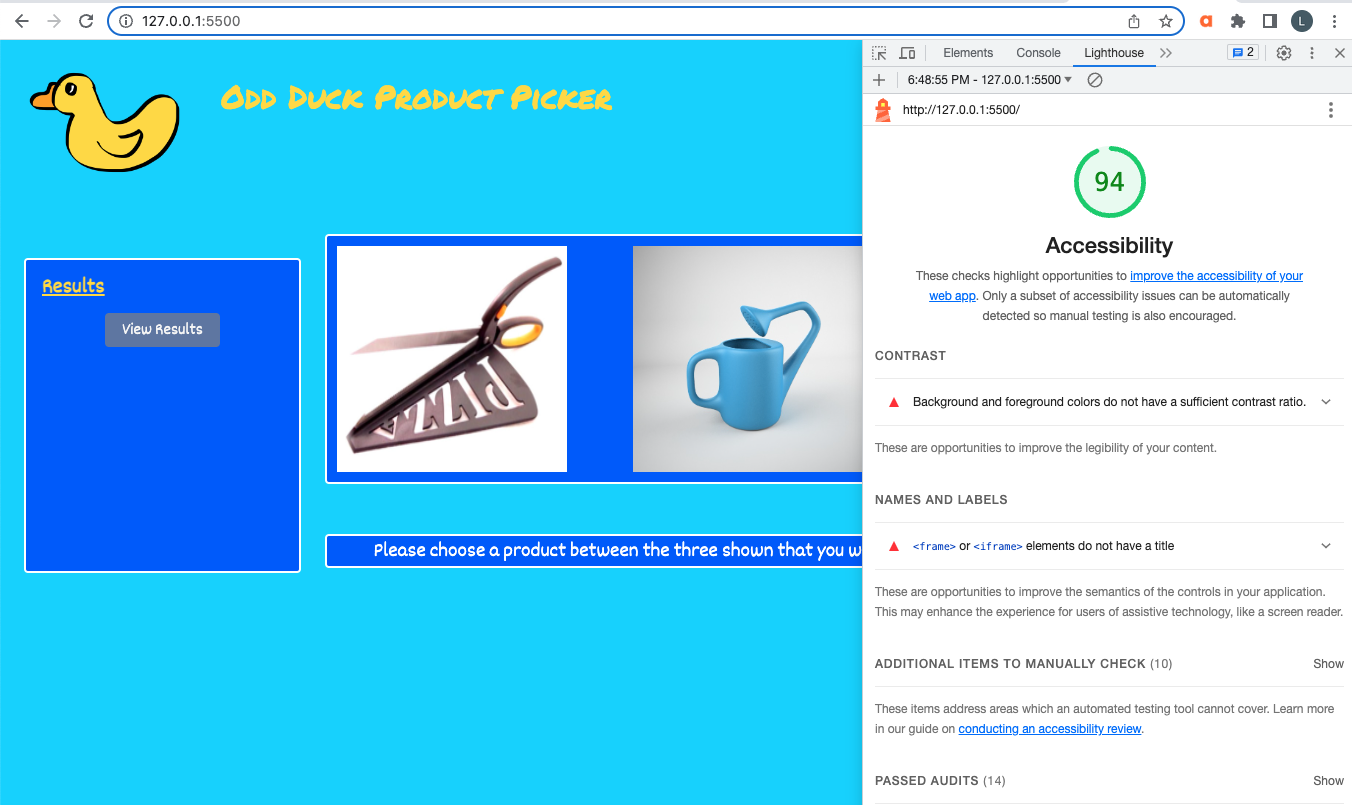 127.0.0.1:5500
L
Odd Duck Product Picker
Results
View Results
PIZZA
Please choose a product between the three shown that you w
Elements Console Lighthouse 2
6:48:55 PM - 127.0.0.1:5500
http://127.0.0.1:5500/
94
Accessibility
These checks highlight opportunities to improve the accessibility of your
web app. Only a subset of accessibility issues can be automatically
detected so manual testing is also encouraged.
CONTRAST
Background and foreground colors do not have a sufficient contrast ratio.
These are opportunities to improve the legibility of your content.
NAMES AND LABELS
<frame> or <iframe> elements do not have a title
These are opportunities to improve the semantics of the controls in your application.
This may enhance the experience for users of assistive technology, like a screen reader.
ADDITIONAL ITEMS TO MANUALLY CHECK (10) Show
These items address areas which an automated testing tool cannot cover. Learn more
in our guide on conducting an accessibility review.
PASSED AUDITS (14) Show